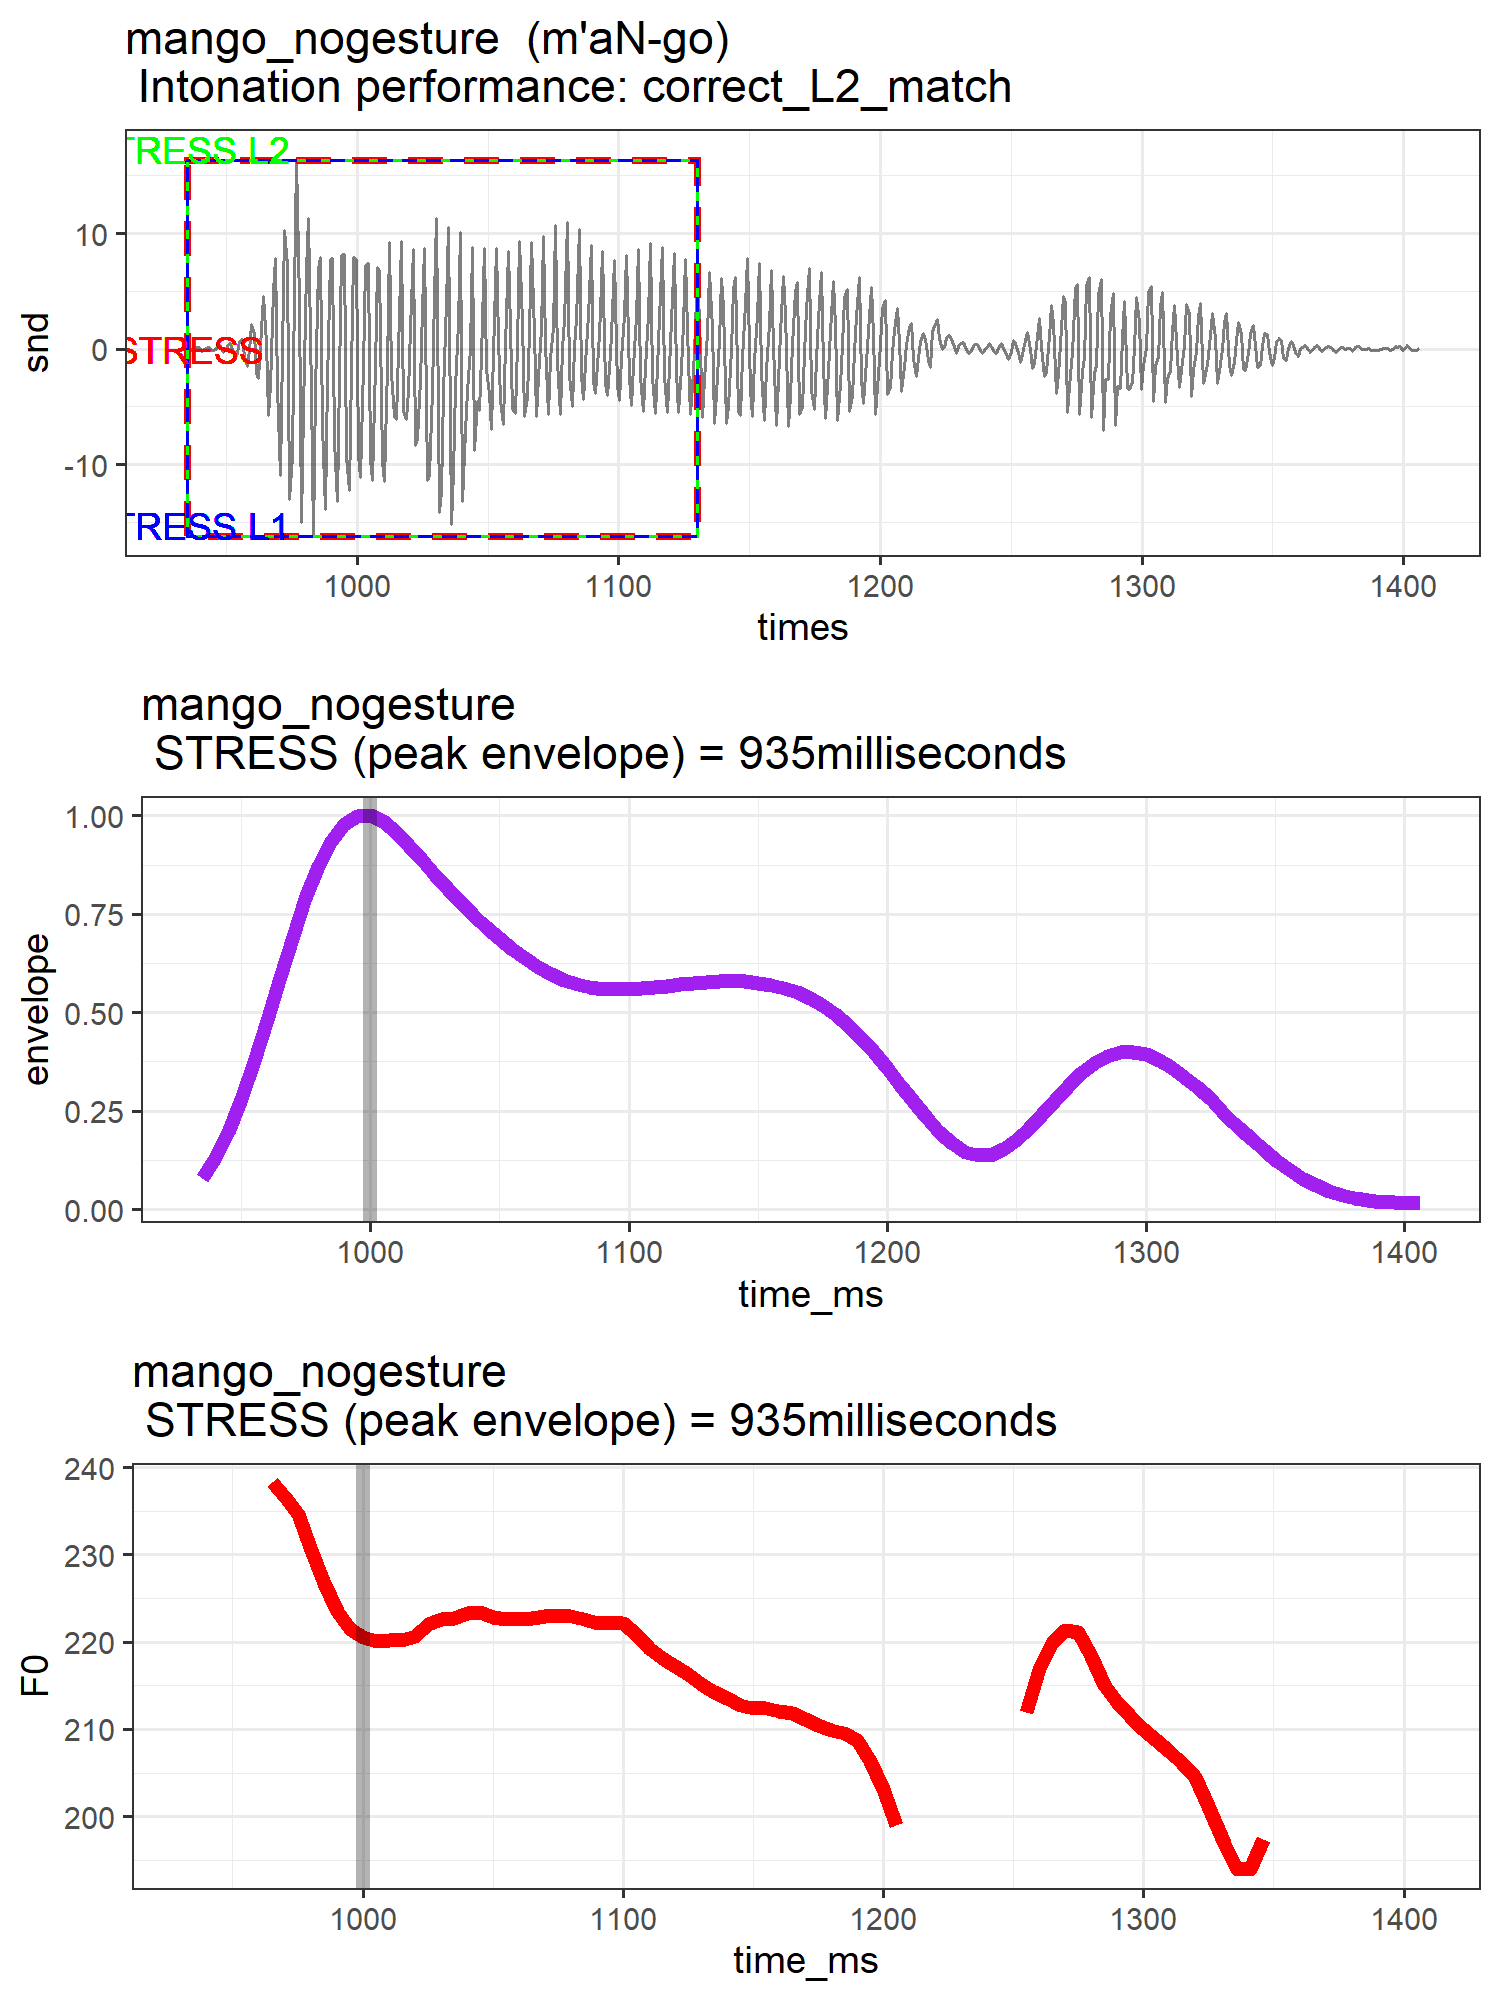 mango_nogesture  (m'aN-go)
Intonation performance: correct_L2_match
TRESS L2
10
STRESS
0
-10
TRESS L1
snd
1000 1100 1200 1300 1400
times
mango_nogesture
STRESS (peak envelope) = 935milliseconds
1.00
0.75
0.50
0.25
0.00
envelope
1000 1100 1200 1300 1400
time_ms
mango_nogesture
STRESS (peak envelope) = 935milliseconds
240
230
220
210
200
F0
1000 1100 1200 1300 1400
time_ms